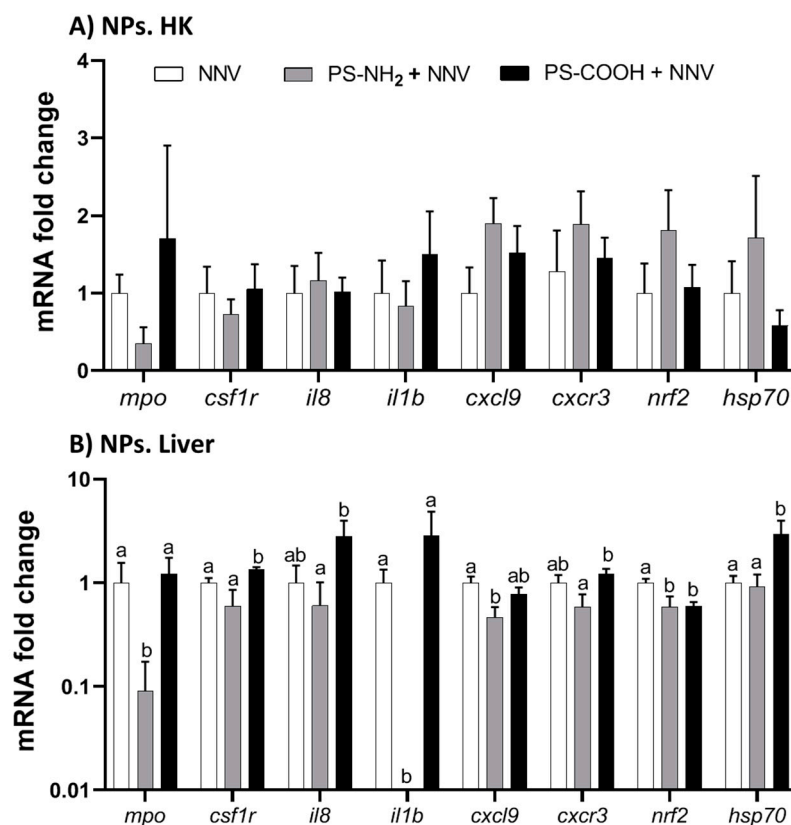 A) NPs. HK
NNV PS-NH₂ + NNV PS-COOH + NNV
mRNA fold change
4
3
2
1
0
mpo csf1r il8 il1b cxcl9 cxcr3 nrf2 hsp70
B) NPs. Liver
mRNA fold change
10
1
0.1
0.01
a b a
a a b
ab a b
a b a
a b ab
ab a b
a b b
a a b
mpo csf1r il8 il1b cxcl9 cxcr3 nrf2 hsp70